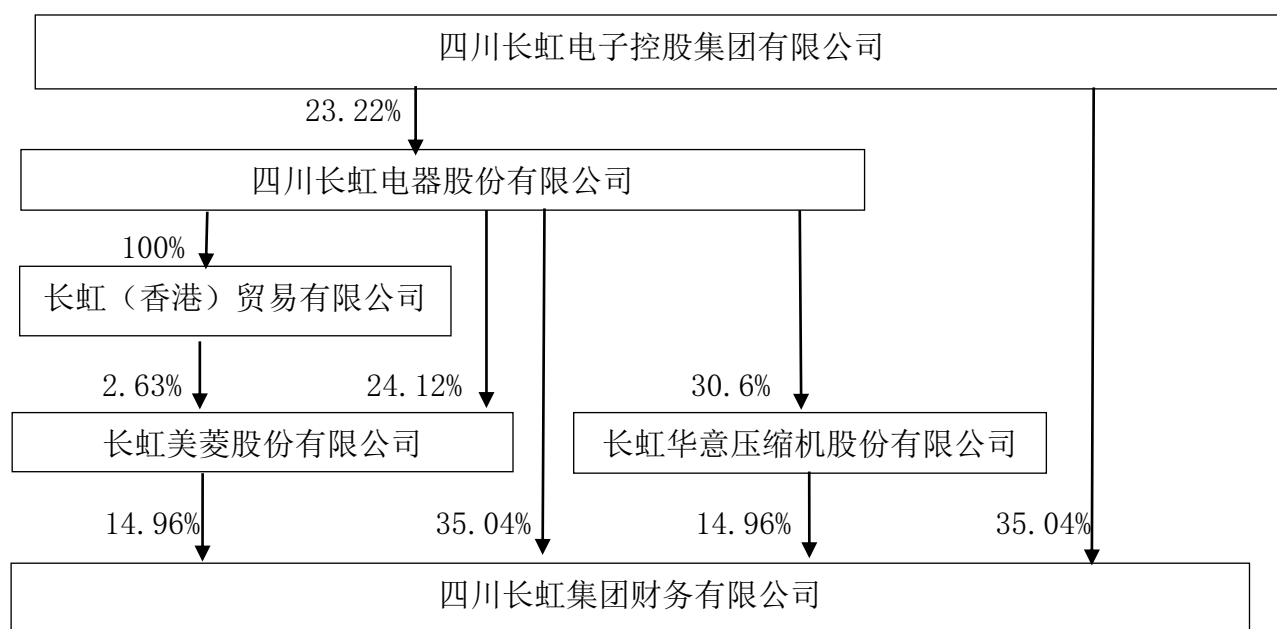 四川长虹电子控股集团有限公司
23.22%
四川长虹电器股份有限公司
100%
长虹（香港）贸易有限公司
2.63% 24.12% 30.6%
长虹美菱股份有限公司 长虹华意压缩机股份有限公司
14.96% 35.04% 14.96% 35.04%
四川长虹集团财务有限公司